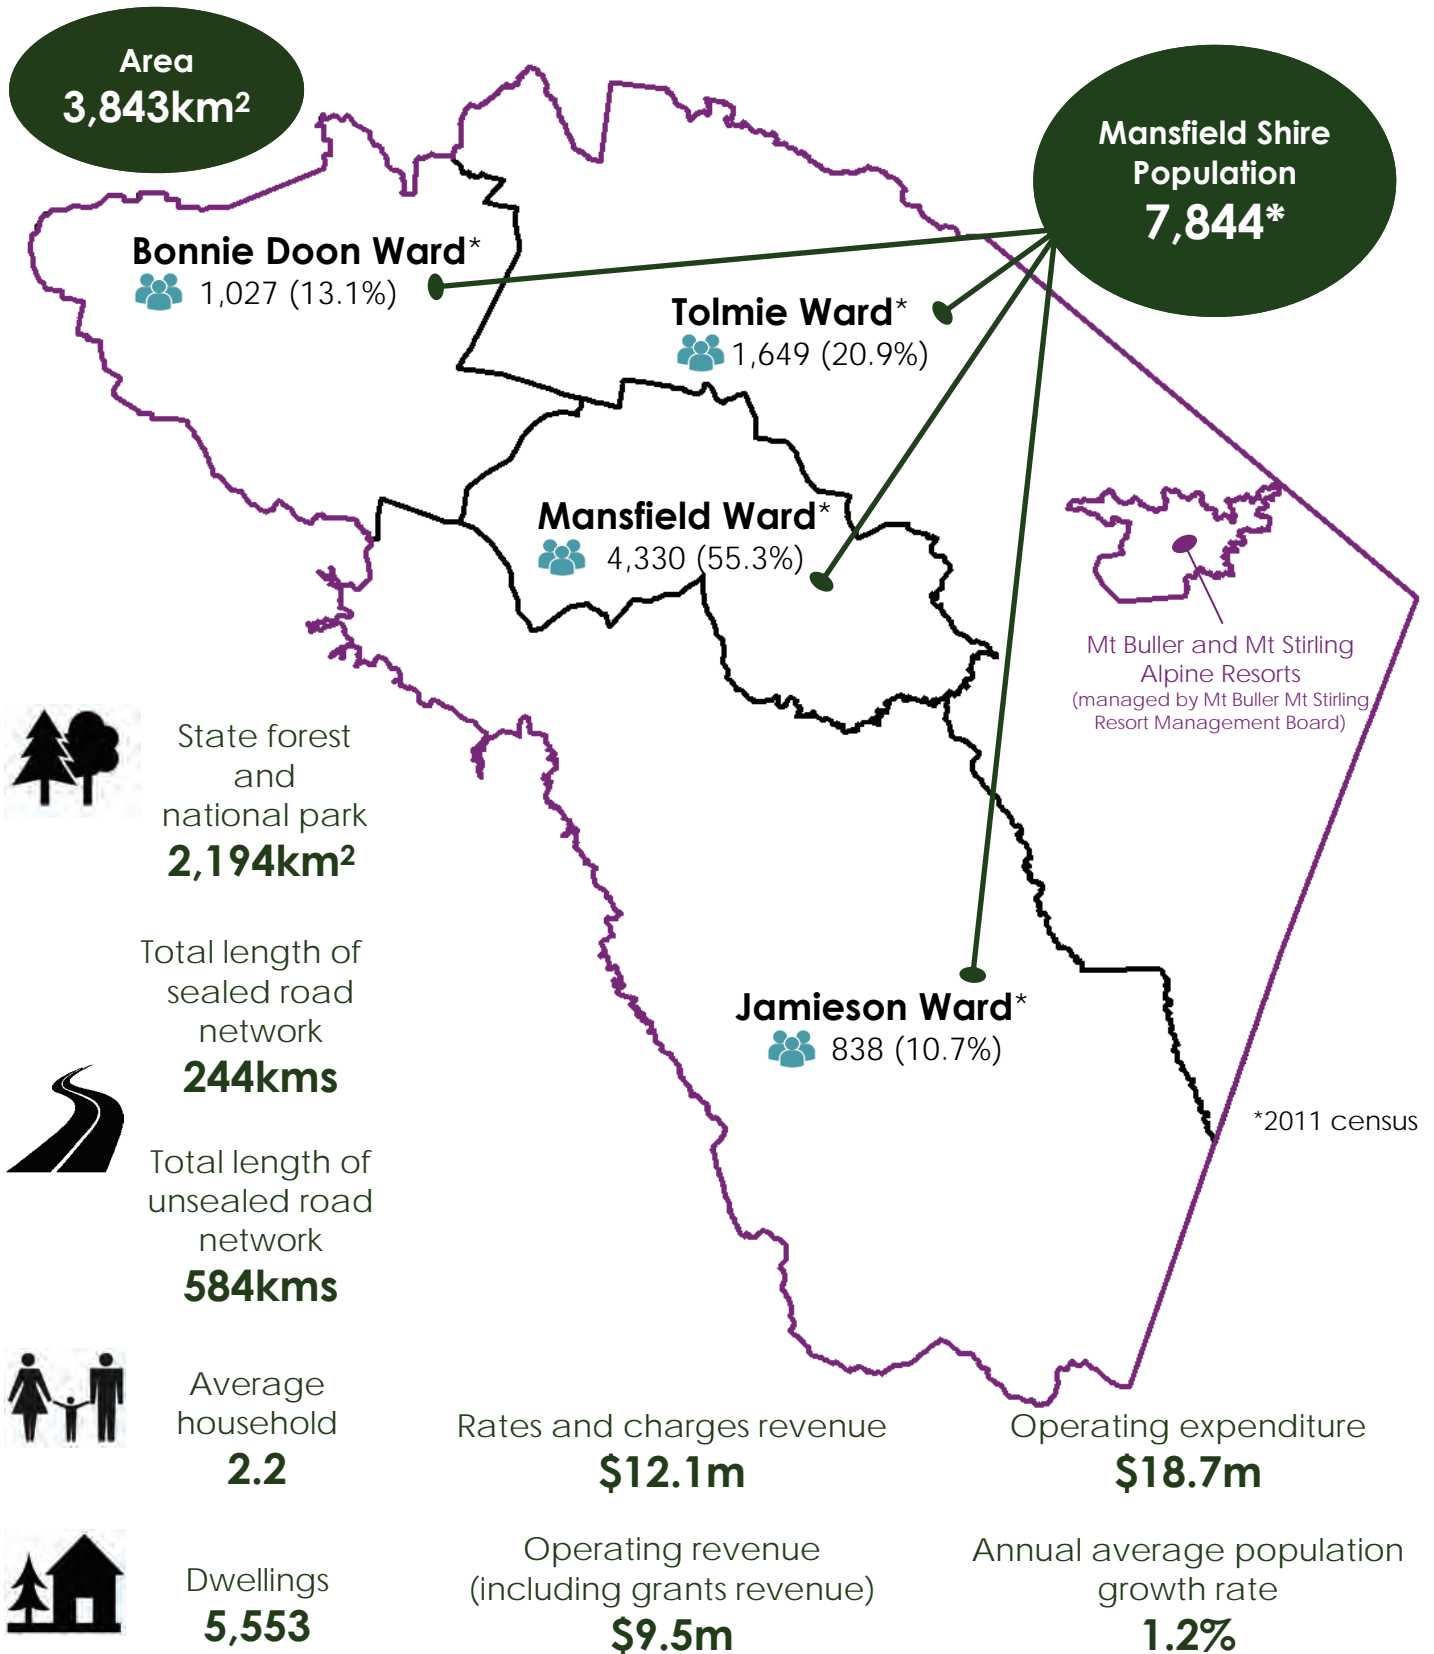 Area
3,843km²
Mansfield Shire
Population
7,844*
Bonnie Doon Ward*
1,027 (13.1%)
Tolmie Ward*
1,649 (20.9%)
Mansfield Ward*
4,330 (55.3%)
Mt Buller and Mt Stirling
Alpine Resorts
(managed by Mt Buller Mt Stirling
Resort Management Board)
State forest
and
national park
2,194km²
Total length of
sealed road
network
244kms
Jamieson Ward*
838 (10.7%)
*2011 census
Total length of
unsealed road
network
584kms
Average
household
2.2
Rates and charges revenue
$12.1m
Operating expenditure
$18.7m
Dwellings
5,553
Operating revenue
(including grants revenue)
$9.5m
Annual average population
growth rate
1.2%